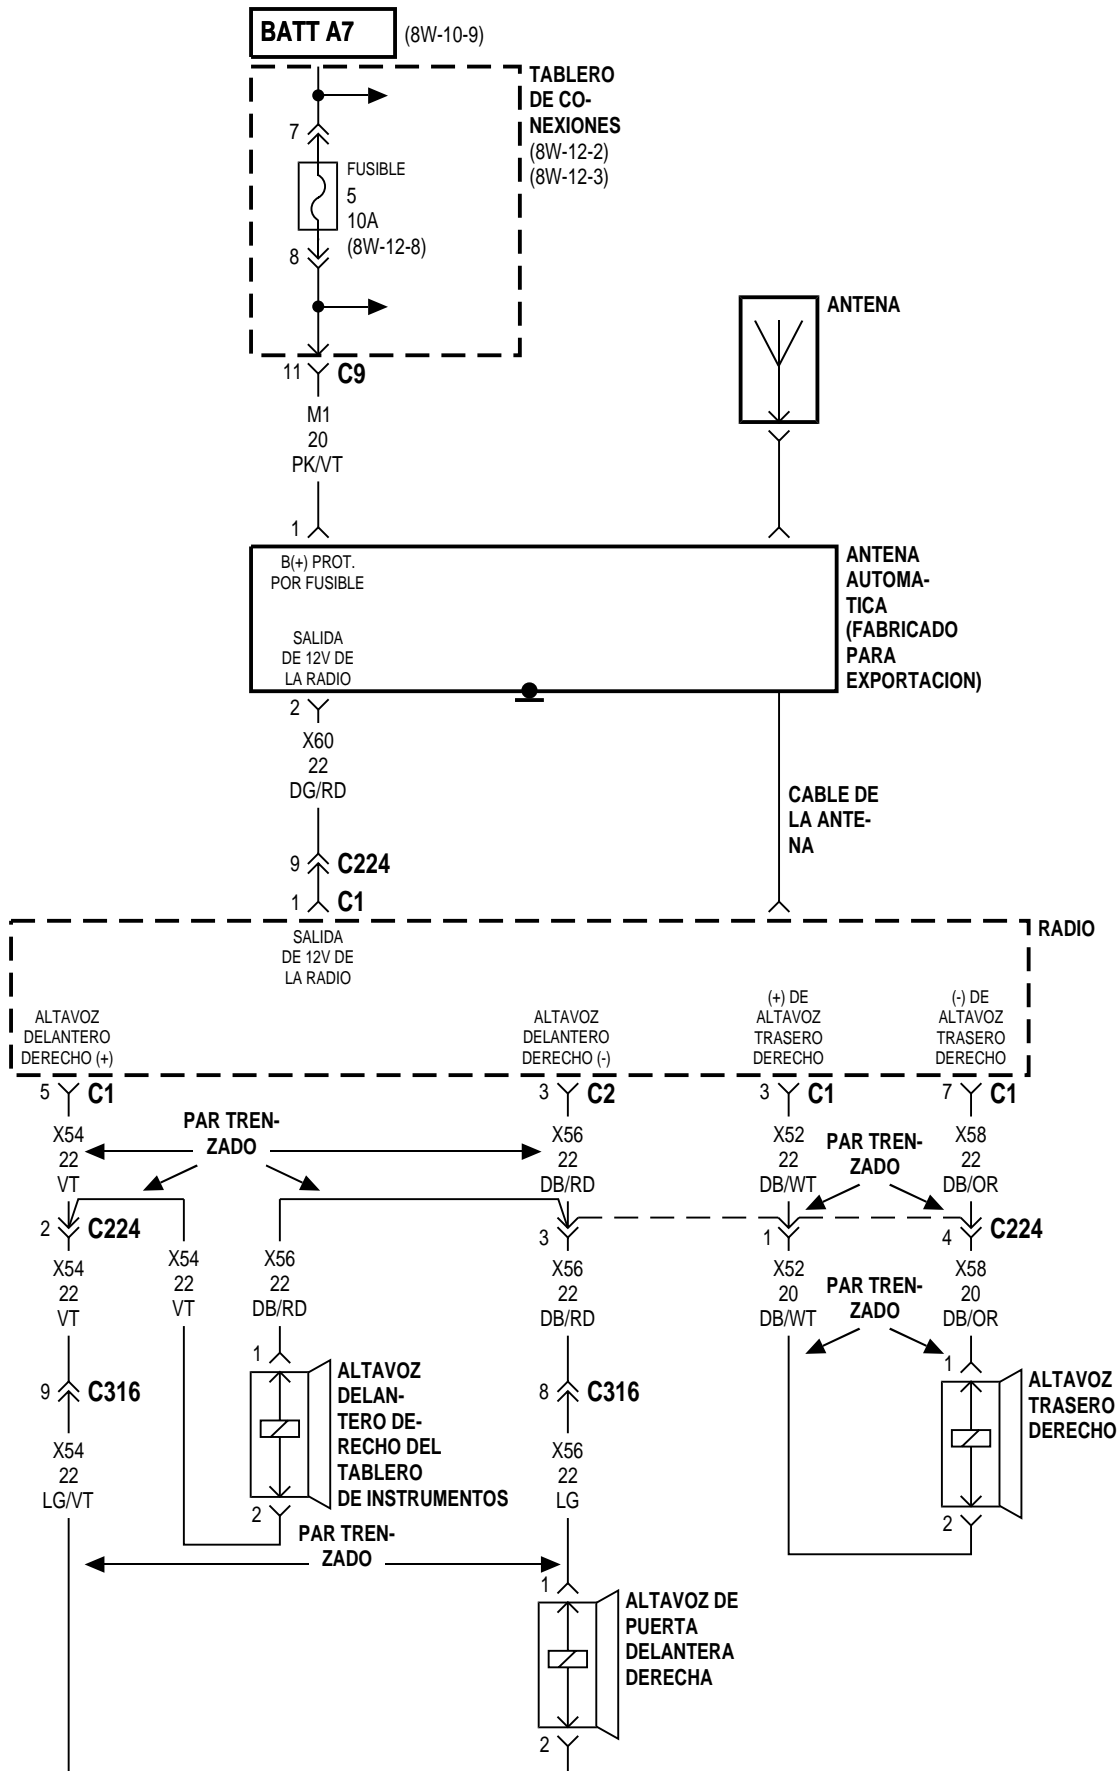 BATT A7 (8W-10-9)
TABLERO
DE CO-
NEXIONES
(8W-12-2)
(8W-12-3)
7
FUSIBLE
5
10A
(8W-12-8)
8
ANTENA
11 C9
M1
20
PK/VT
1
B(+) PROT.
POR FUSIBLE
ANTENA
AUTOMA-
TICA
(FABRICADO
PARA
EXPORTACION)
SALIDA
DE 12V DE
LA RADIO
2
X60
22
DG/RD
CABLE DE
LA ANTE-
NA
9 C224
1 C1
RADIO
SALIDA
DE 12V DE
LA RADIO
ALTAVOZ
DELANTERO
DERECHO (+)
ALTAVOZ
DELANTERO
DERECHO (-)
(+) DE
ALTAVOZ
TRASERO
DERECHO
(-) DE
ALTAVOZ
TRASERO
DERECHO
5 C1
3 C2
3 C1
7 C1
X54
22
VT
PAR TREN-
ZADO
X56
22
DB/RD
X52
22
DB/WT
PAR TREN-
ZADO
X58
22
DB/OR
2 C224
3
1
4 C224
X54
22
VT
X54
22
VT
X56
22
DB/RD
X56
22
DB/RD
X52
20
DB/WT
PAR TREN-
ZADO
X58
20
DB/OR
1
ALTAVOZ
DELAN-
TERO DE-
RECHO DEL
TABLERO
DE INSTRUMENTOS
2
9 C316
8 C316
1
ALTAVOZ
TRASERO
DERECHO
2
X54
22
LG/VT
X56
22
LG
PAR TREN-
ZADO
1
ALTAVOZ DE
PUERTA
DELANTERA
DERECHA
2